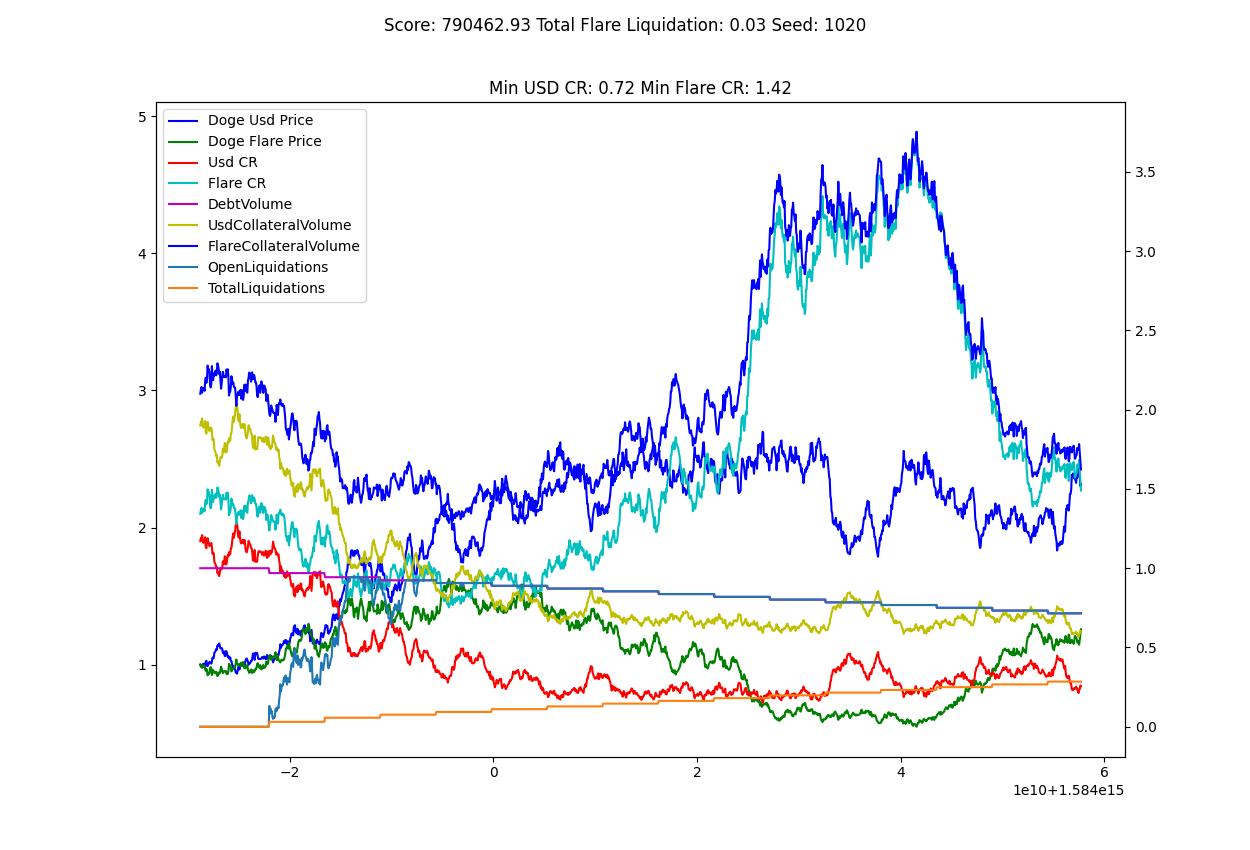 Score: 790462.93 Total Flare Liquidation: 0.03 Seed: 1020
Min USD CR: 0.72 Min Flare CR: 1.42
Doge Usd Price
Doge Flare Price
Usd CR
Flare CR
DebtVolume
UsdCollateralVolume
FlareCollateralVolume
OpenLiquidations
TotalLiquidations
5
4
3
2
1
3.5
3.0
2.5
2.0
1.5
1.0
0.5
0.0
−2 0 2 4 6
1e10+1.584e15